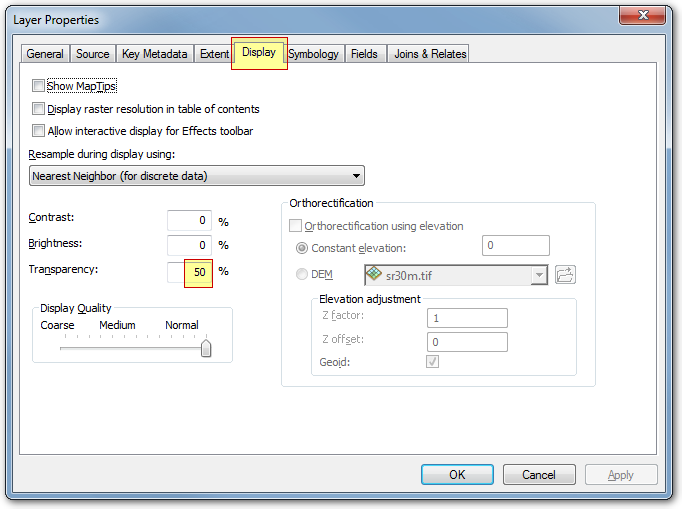 Layer Properties
General Source Key Metadata Extent Display Symbology Fields Joins & Relates
Show MapTips
Display raster resolution in table of contents
Allow interactive display for Effects toolbar
Resample during display using:
Nearest Neighbor (for discrete data)
Contrast: 0 %
Brightness: 0 %
Transparency: 50 %
Display Quality
Coarse Medium Normal
Orthorectification
Orthorectification using elevation
Constant elevation: 0
DEM sr30m.tif
Elevation adjustment
Z factor: 1
Z offset: 0
Geoid:
OK Cancel Apply